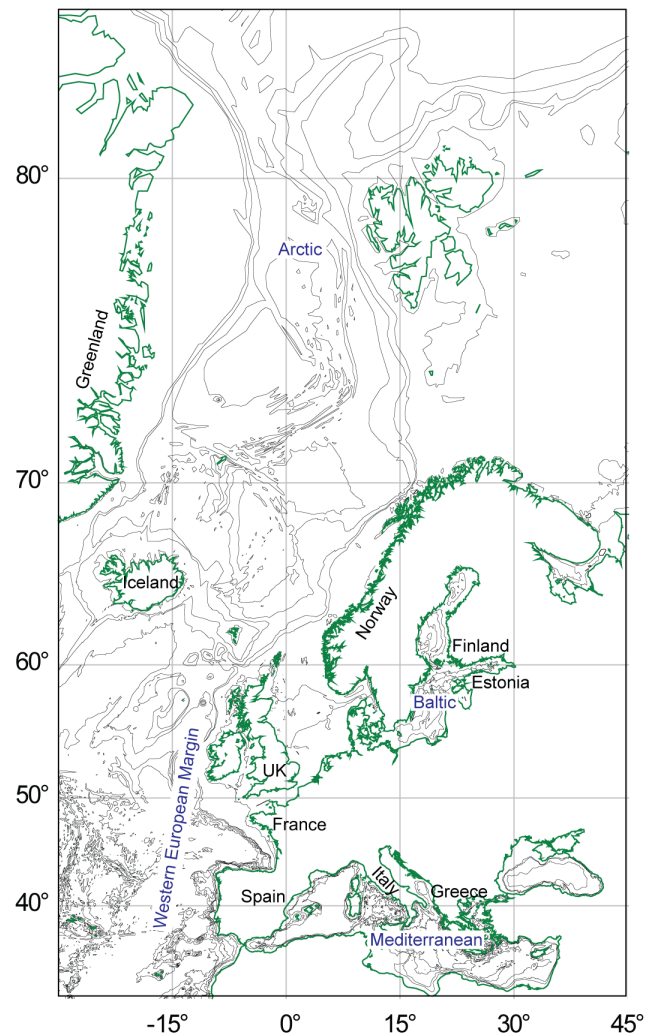 80°
Arctic
Greenland
70°
Iceland
Norway
60°
Finland
Estonia
Baltic
Western European Margin
UK
50°
France
Italy
Spain
Greece
40°
Mediterranean
-15° 0° 15° 30° 45°